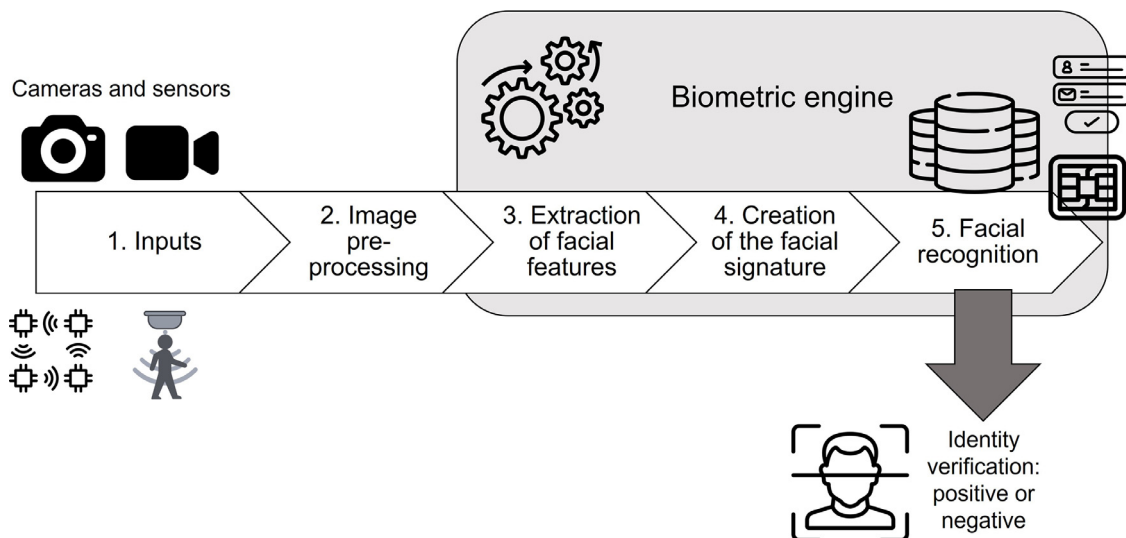 Cameras and sensors
Biometric engine
1. Inputs
2. Image
pre-
processing
3. Extraction
of facial
features
4. Creation
of the facial
signature
5. Facial
recognition
Identity
verification:
positive or
negative